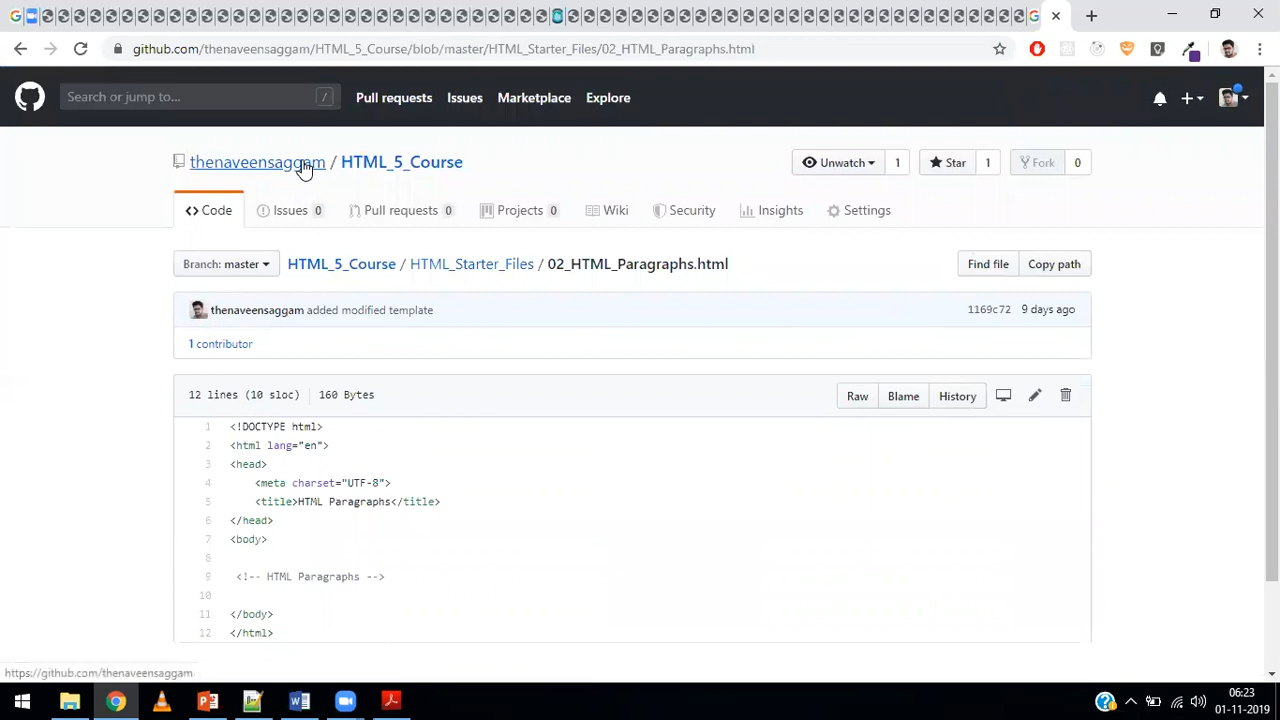 github.com/thenaveensaggam/HTML_5_Course/blob/master/HTML_Starter_Files/02_HTML_Paragraphs.html
Search or jump to...
/
Pull requests
Issues
Marketplace
Explore
thenaveensaggam / HTML_5_Course
Unwatch 1
Star 1
Fork 0
Code
Issues 0
Pull requests 0
Projects 0
Wiki
Security
Insights
Settings
Branch: master
HTML_5_Course / HTML_Starter_Files / 02_HTML_Paragraphs.html
Find file
Copy path
thenaveensaggam added modified template
1169c72 9 days ago
1 contributor
12 lines (10 sloc) 160 Bytes
Raw
Blame
History
1 <!DOCTYPE html>
2 <html lang="en">
3 <head>
4 <meta charset="UTF-8">
5 <title>HTML Paragraphs</title>
6 </head>
7 <body>
8
9 <!-- HTML Paragraphs -->
10
11 </body>
12 </html>
https://github.com/thenaveensaggam
06:23
01-11-2019